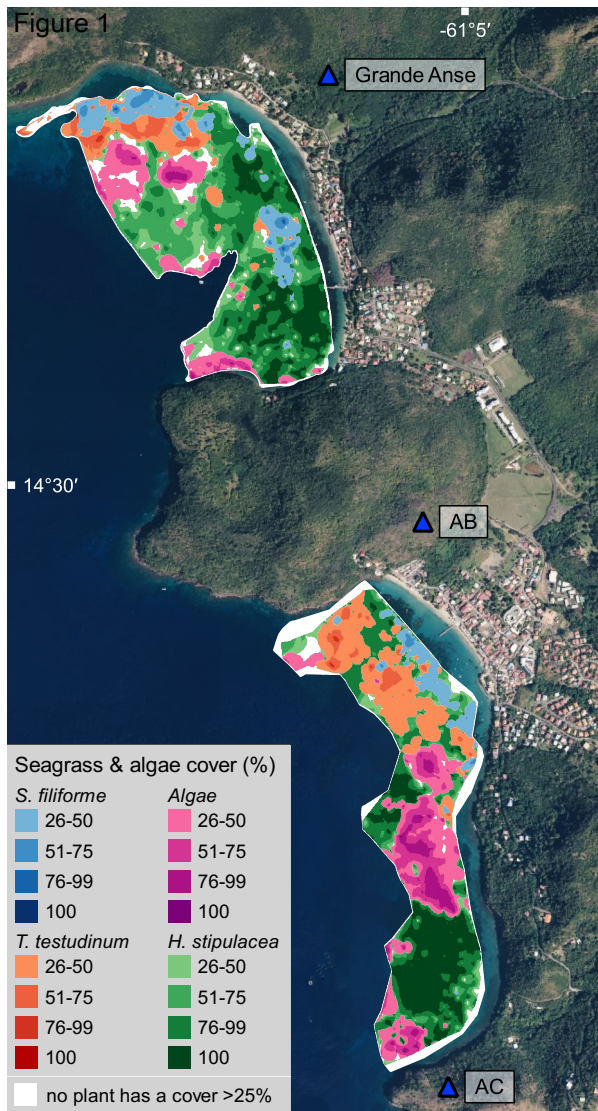 Figure 1
-61°5′
Grande Anse
14°30′
AB
Seagrass & algae cover (%)
S. filiforme Algae
26-50 26-50
51-75 51-75
76-99 76-99
100 100
T. testudinum H. stipulacea
26-50 26-50
51-75 51-75
76-99 76-99
100 100
no plant has a cover >25%
AC